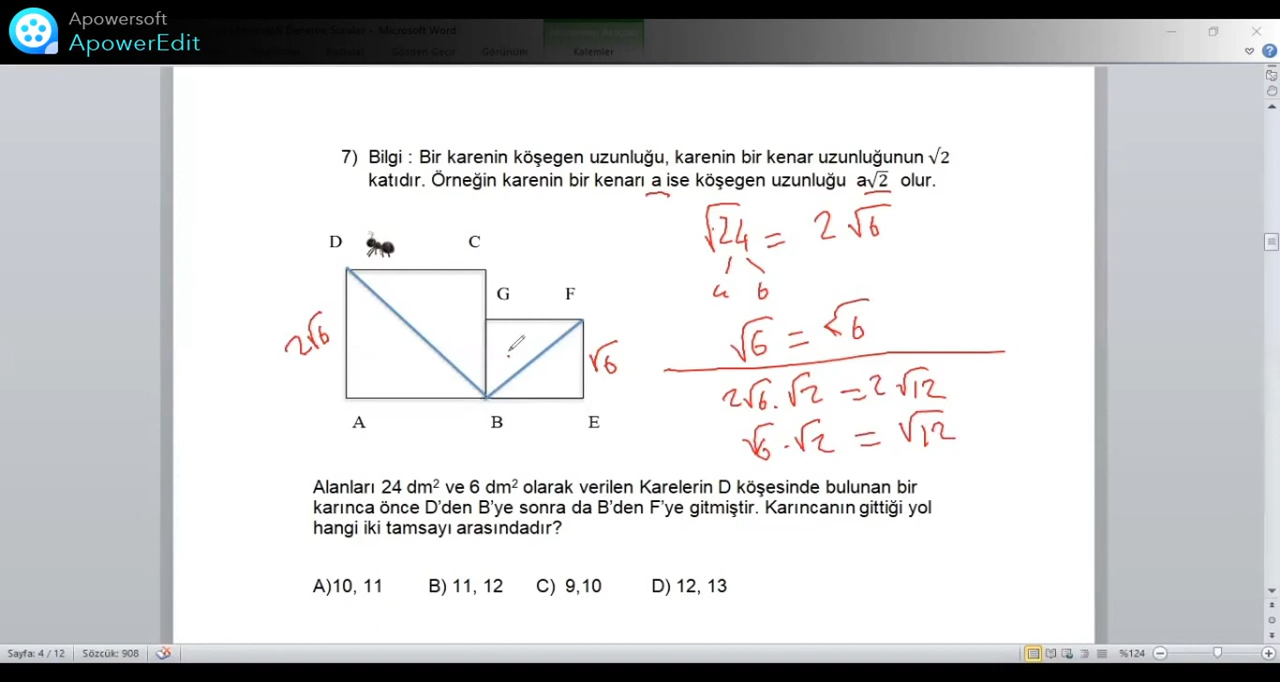 Apowersoft
ApowerEdit
Microsoft Word
Görünüm
Kalemler
7) Bilgi : Bir karenin köşegen uzunluğu, karenin bir kenar uzunluğunun √2
katıdır. Örneğin karenin bir kenarı a ise köşegen uzunluğu a√2 olur.
√24 = 2√6
D
C
4 6
G
F
2√6
√6 = √6
√6
2√6.√2 = 2√12
A
B
E
√6.√2 = √12
Alanları 24 dm² ve 6 dm² olarak verilen Karelerin D köşesinde bulunan bir
karınca önce D'den B'ye sonra da B'den F'ye gitmiştir. Karıncanın gittiği yol
hangi iki tamsayı arasındadır?
A)10, 11 B) 11, 12 C) 9,10 D) 12, 13
Sayfa: 4 / 12 Sözcük: 908 %124